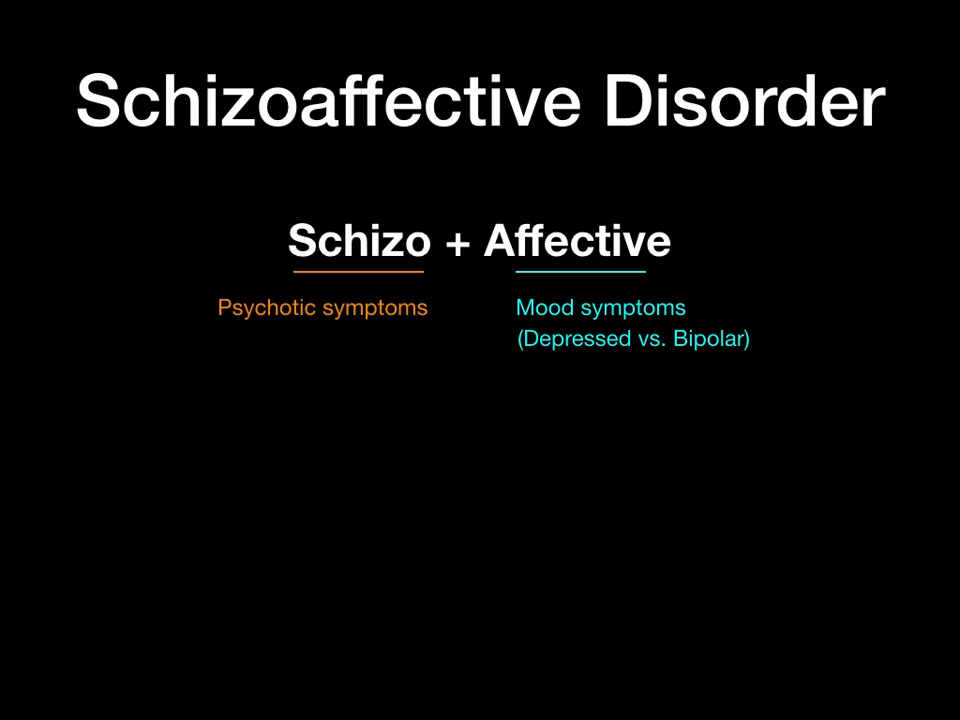 Schizoaffective Disorder
Schizo + Affective
Psychotic symptoms Mood symptoms
(Depressed vs. Bipolar)